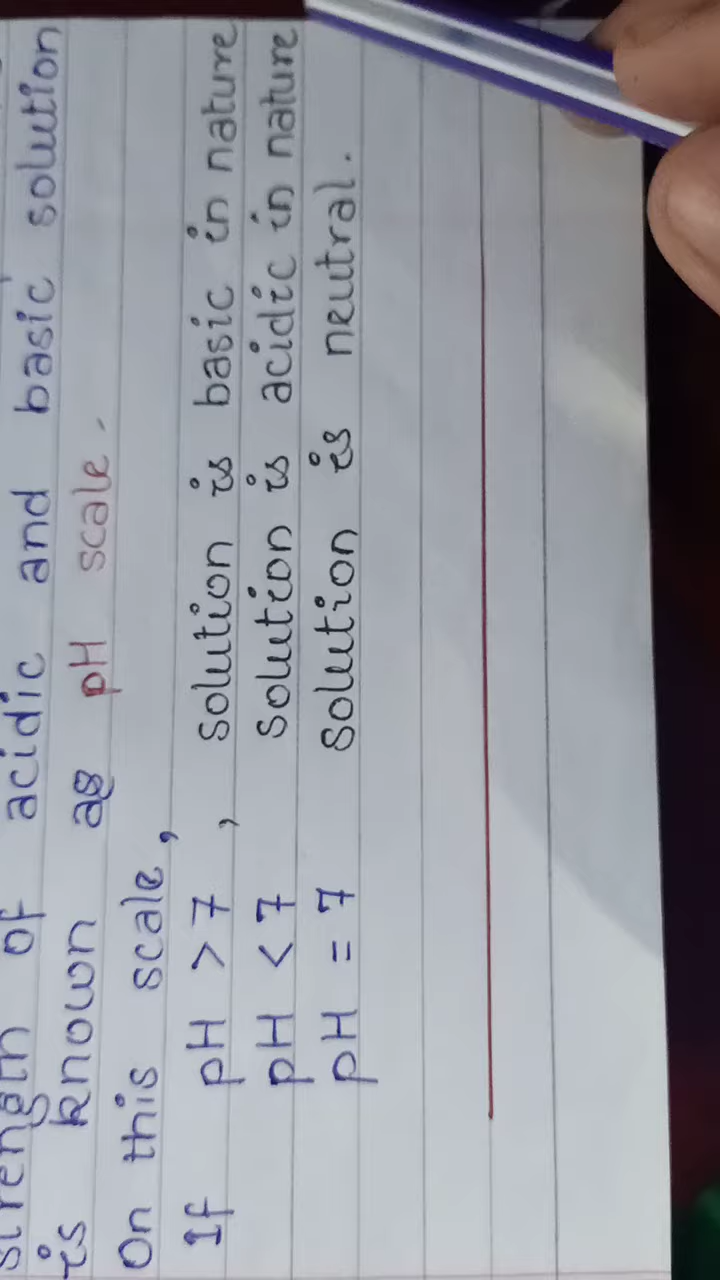 strength of acidic and basic solution
is known as pH scale.
On this scale,
If pH > 7 , solution is basic in nature
pH < 7 solution is acidic in nature
pH = 7 solution is neutral.